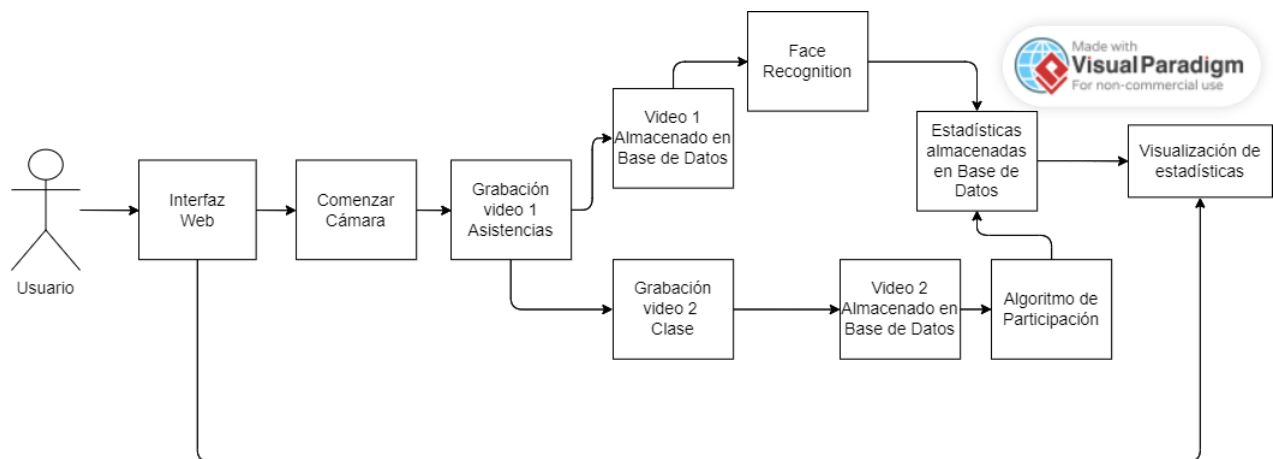 Face
Recognition
Made with
Visual Paradigm
For non-commercial use
Video 1
Almacenado en
Base de Datos
Estadísticas
almacenadas
en Base de
Datos
Visualización de
estadísticas
Interfaz
Web
Comenzar
Cámara
Grabación
video 1
Asistencias
Usuario
Grabación
video 2
Clase
Video 2
Almacenado en
Base de Datos
Algoritmo de
Participación